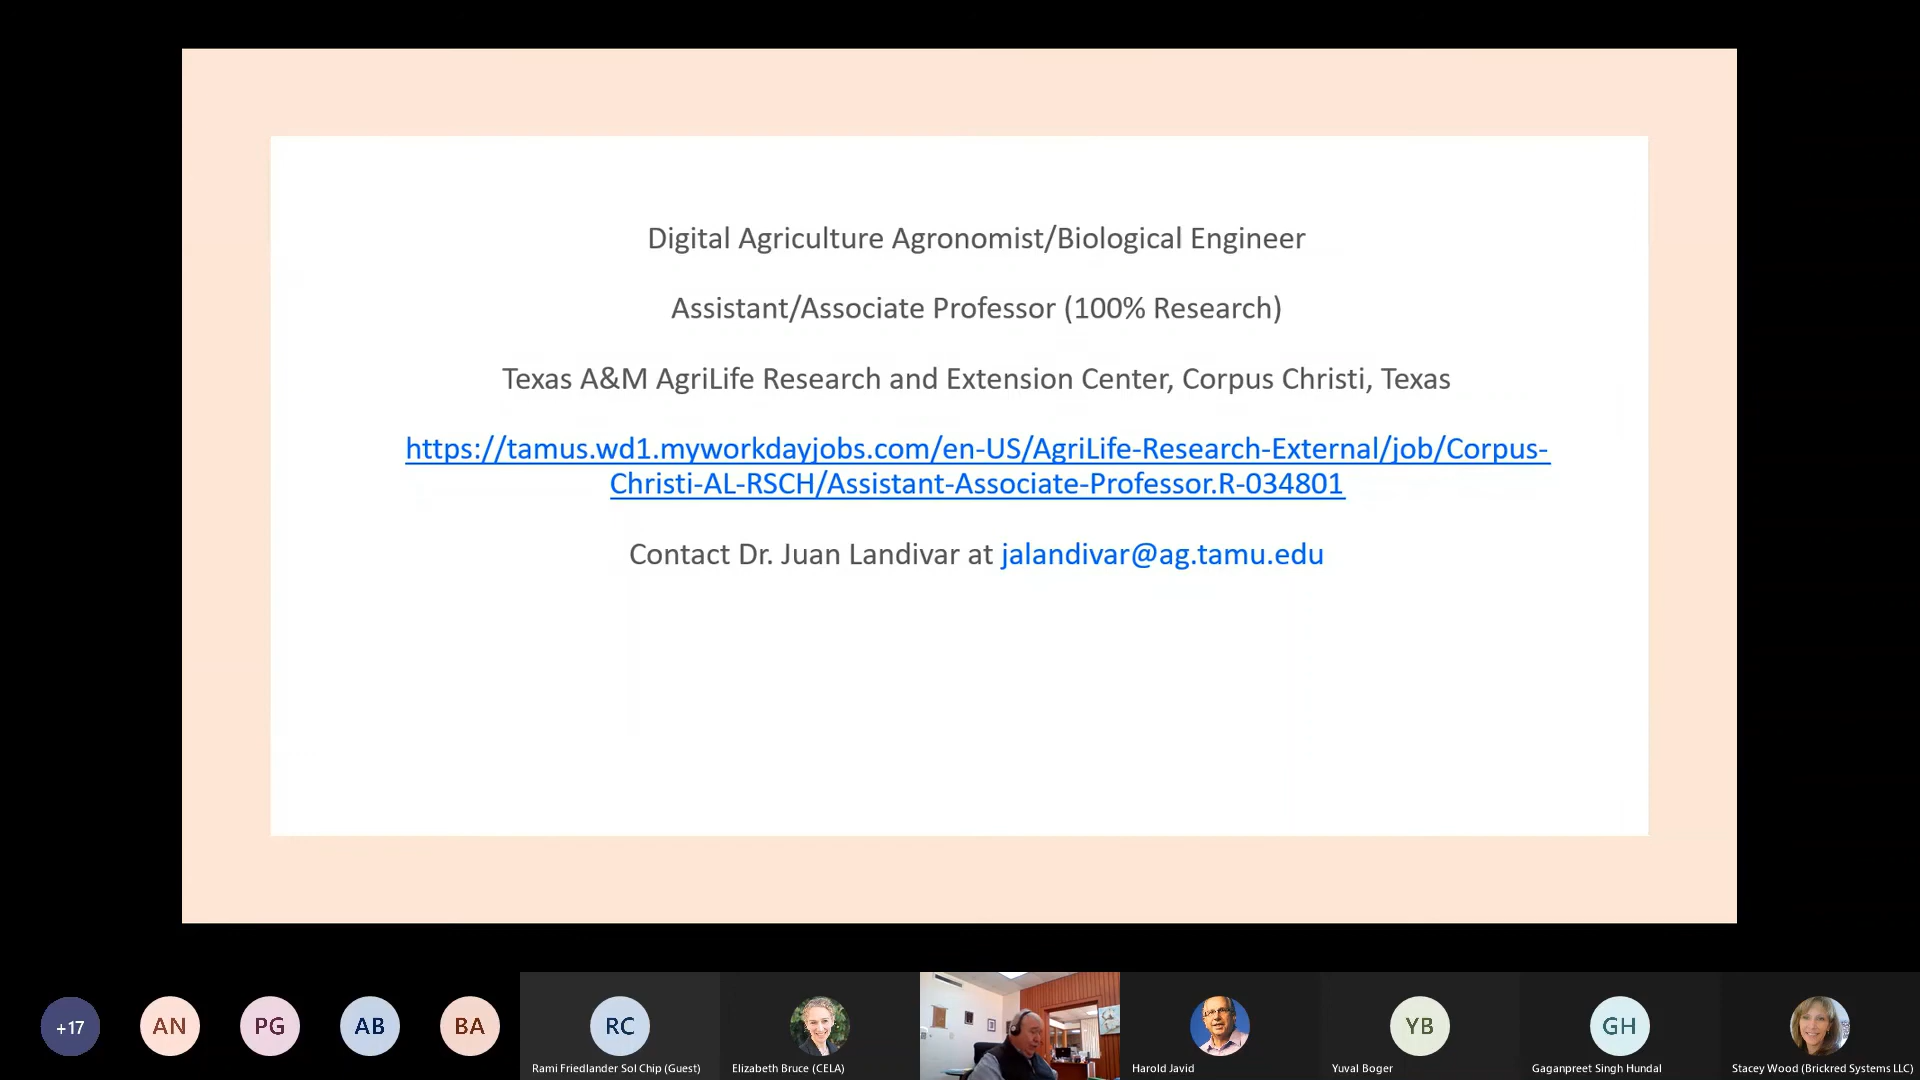 Digital Agriculture Agronomist/Biological Engineer
Assistant/Associate Professor (100% Research)
Texas A&M AgriLife Research and Extension Center, Corpus Christi, Texas
https://tamus.wd1.myworkdayjobs.com/en-US/AgriLife-Research-External/job/Corpus-
Christi-AL-RSCH/Assistant-Associate-Professor.R-034801
Contact Dr. Juan Landivar at jalandivar@ag.tamu.edu
+17
AN
PG
AB
BA
RC
YB
GH
Rami Friedlander Sol Chip (Guest)
Elizabeth Bruce (CELA)
Harold Javid
Yuval Boger
Gaganpreet Singh Hundal
Stacey Wood (Brickred Systems LLC)